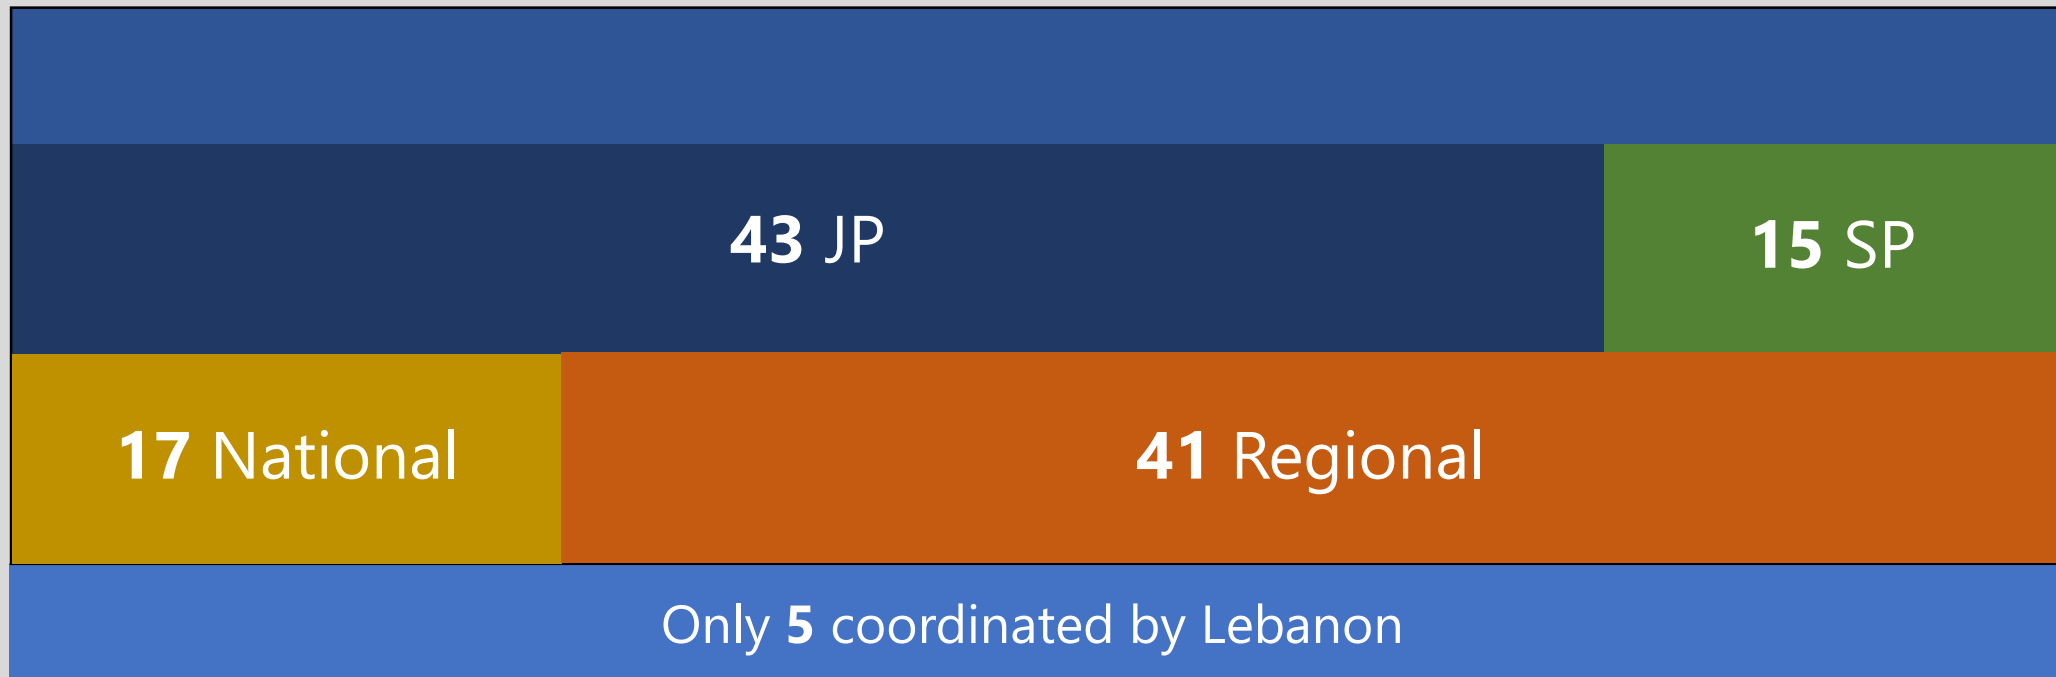 43 JP
15 SP
17 National
41 Regional
Only 5 coordinated by Lebanon